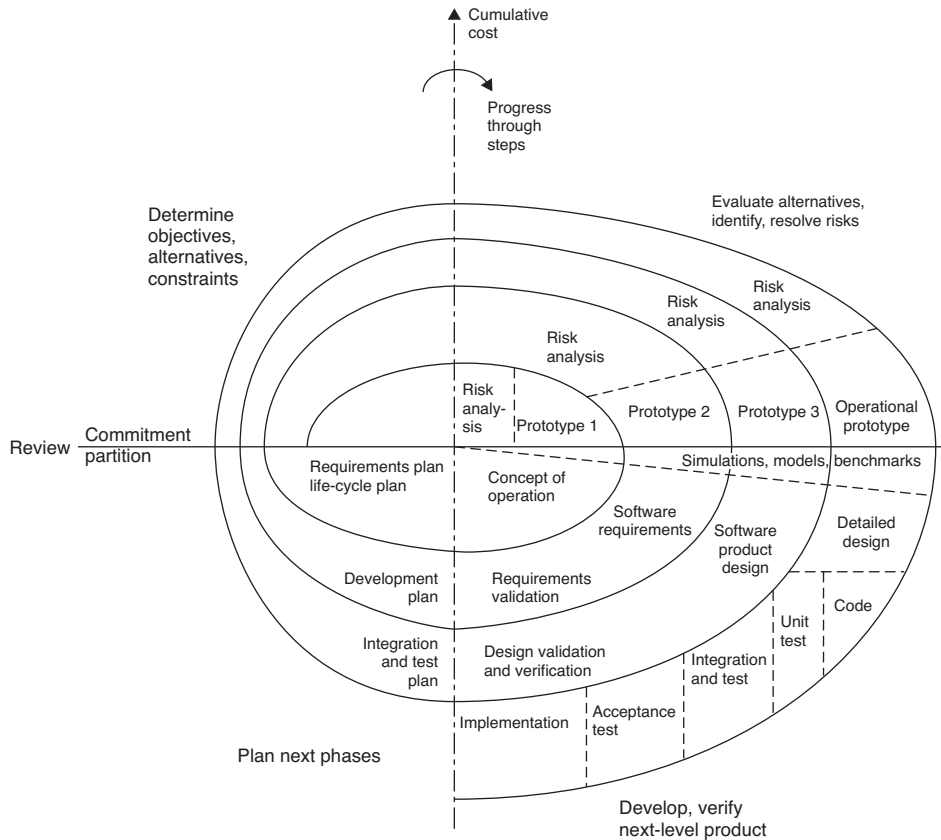 Cumulative
cost
Progress
through
steps
Evaluate alternatives,
identify, resolve risks
Determine
objectives,
alternatives,
constraints
Risk
analysis
Risk
analysis
Risk
analysis
Risk
analy-
sis
Prototype 1
Prototype 2
Prototype 3
Operational
prototype
Review
Commitment
partition
Simulations, models, benchmarks
Requirements plan
life-cycle plan
Concept of
operation
Software
requirements
Software
product
design
Detailed
design
Development
plan
Requirements
validation
Code
Unit
test
Integration
and test
plan
Design validation
and verification
Integration
and test
Implementation
Acceptance
test
Plan next phases
Develop, verify
next-level product